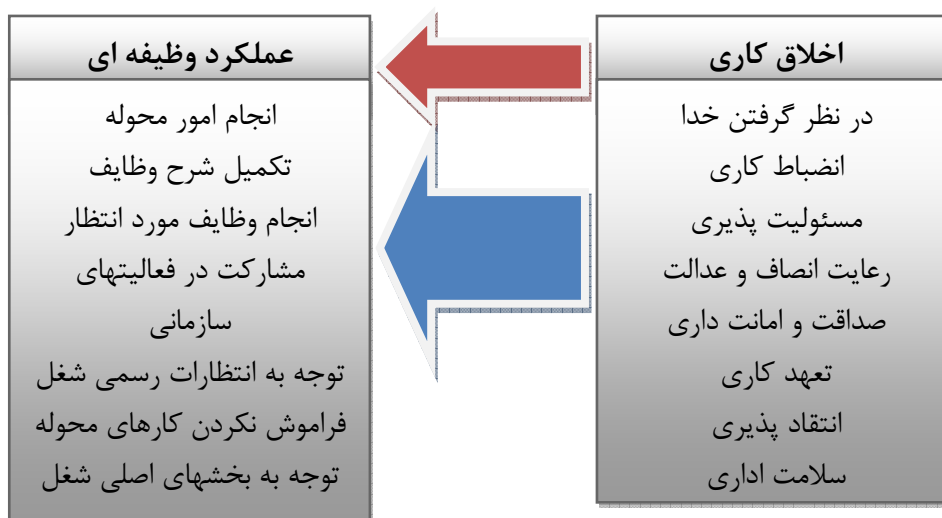 اخلاق کاری
در نظر گرفتن خدا
انضباط کاری
مسئولیت پذیری
رعایت انصاف و عدالت
صداقت و امانت داری
تعهد کاری
انتقاد پذیری
سلامت اداری
عملکرد وظیفه ای
انجام امور محوله
تکمیل شرح وظایف
انجام وظایف مورد انتظار
مشارکت در فعالیتهای
سازمانی
توجه به انتظارات رسمی شغل
فراموش نکردن کارهای محوله
توجه به بخشهای اصلی شغل